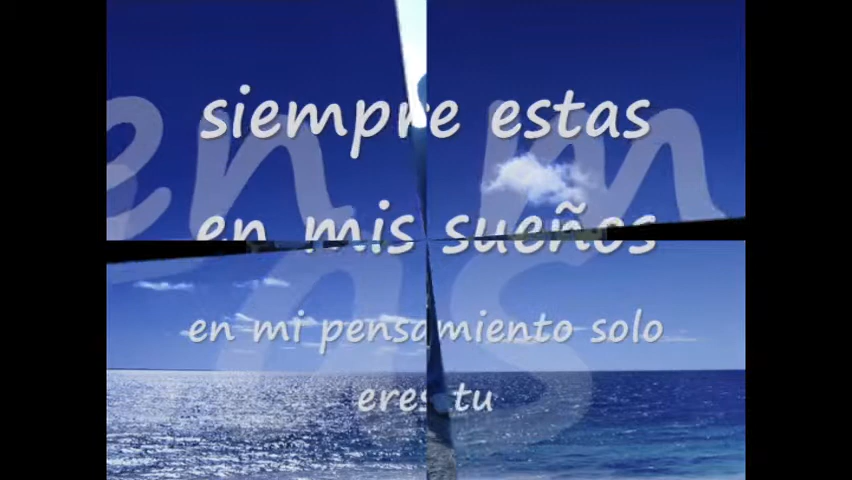 siempre estas
en mis sueños
en mi pensamiento solo
eres tu